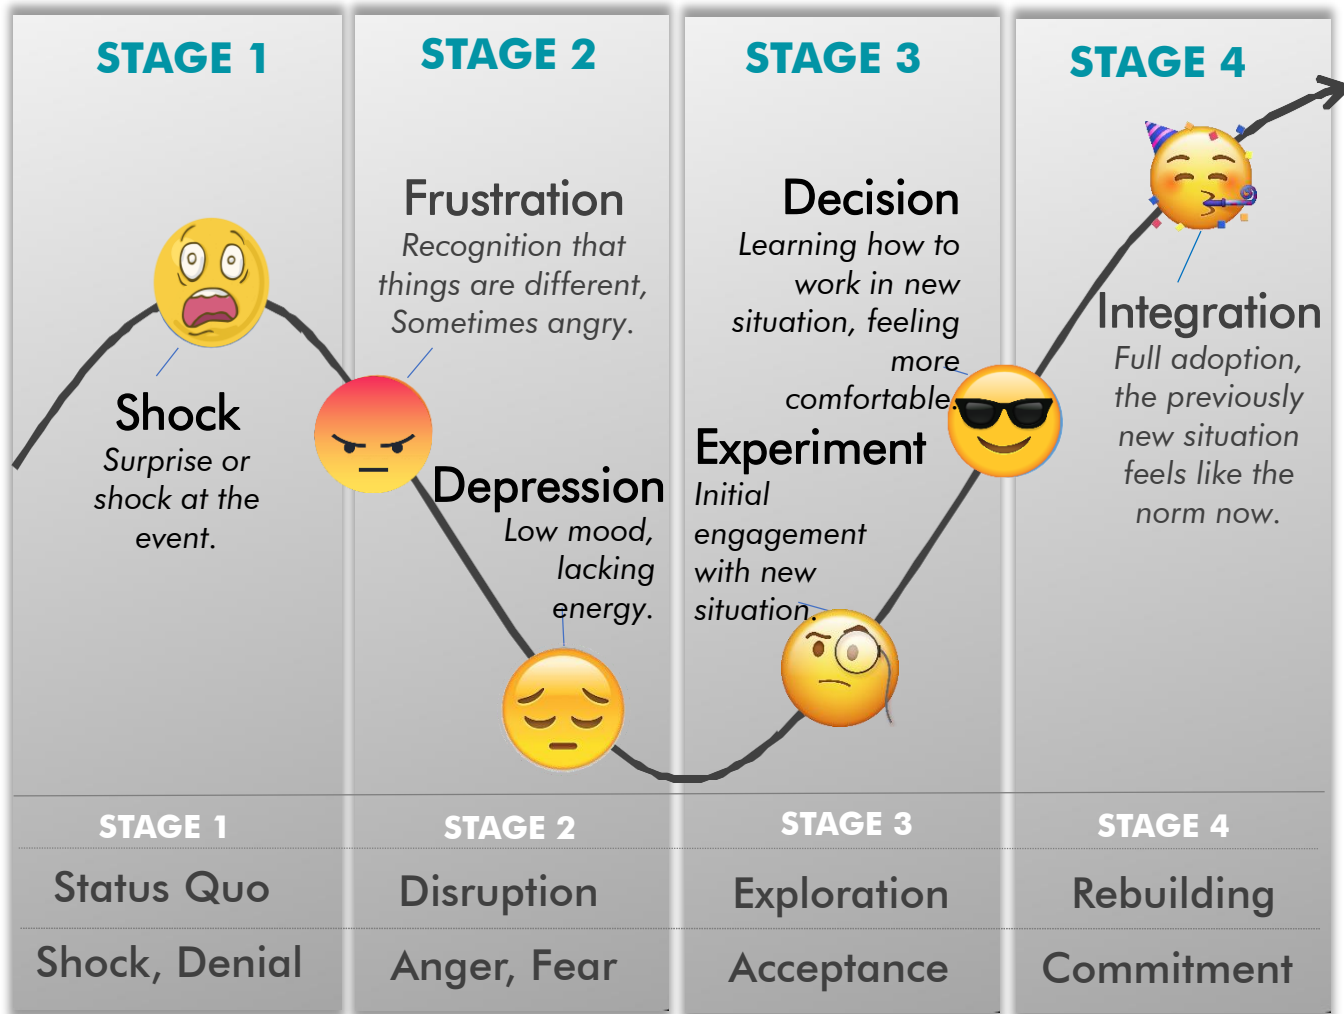 STAGE 1
Shock
Surprise or
shock at the
event.
STAGE 2
Frustration
Recognition that
things are different,
Sometimes angry.
Depression
Low mood,
lacking
energy.
STAGE 3
Decision
Learning how to
work in new
situation, feeling
more
comfortable.
Experiment
Initial
engagement
with new
situation.
STAGE 4
Integration
Full adoption,
the previously
new situation
feels like the
norm now.
STAGE 1
STAGE 2
STAGE 3
STAGE 4
Status Quo
Disruption
Exploration
Rebuilding
Shock, Denial
Anger, Fear
Acceptance
Commitment